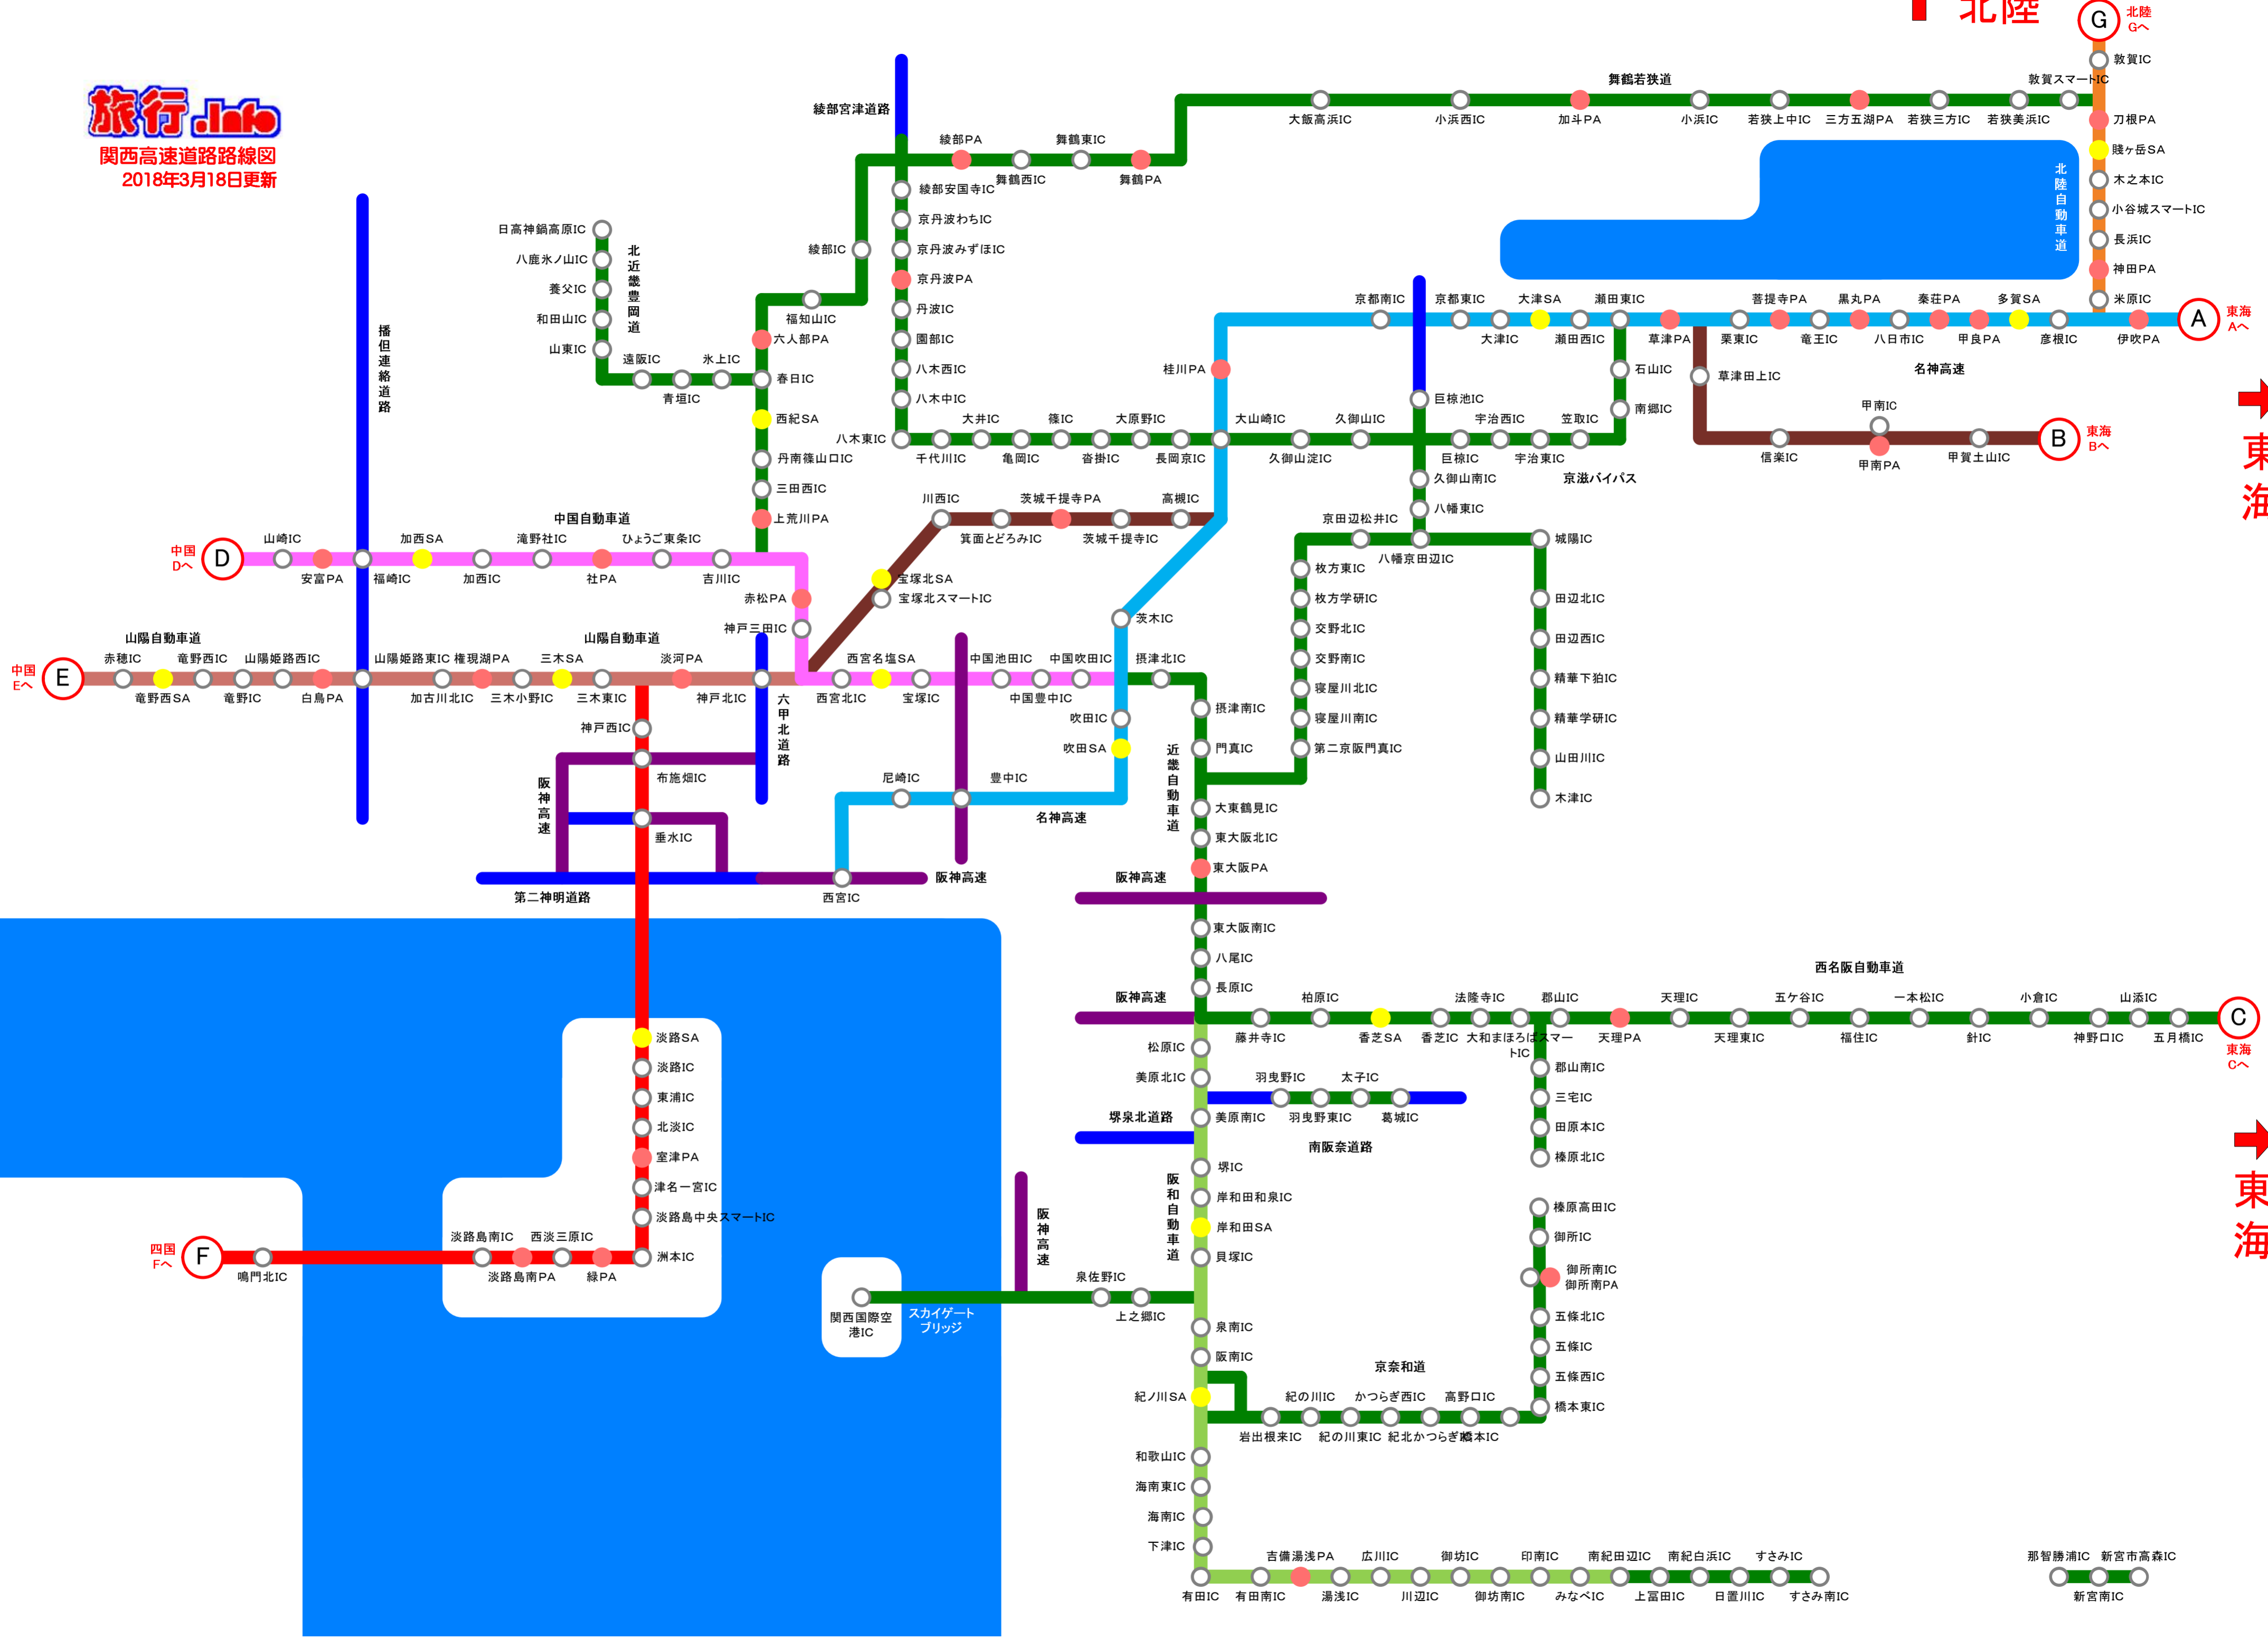 北陸
G
北陸
Gへ
敦賀IC
舞鶴若狭道
敦賀スマートIC
旅行.Info
関西高速道路路線図
2018年3月18日更新
綾部宮津道路
大飯高浜IC
小浜西IC
加斗PA
小浜IC
若狭上中IC
三方五湖PA
若狭三方IC
若狭美浜IC
刀根PA
賤ヶ岳SA
木之本IC
小谷城スマートIC
長浜IC
神田PA
米原IC
北陸自動車道
綾部PA
舞鶴西IC
舞鶴東IC
舞鶴PA
綾部安国寺IC
京丹波わちIC
京丹波みずほIC
京丹波PA
丹波IC
園部IC
八木西IC
八木中IC
八木東IC
綾部IC
福知山IC
六人部PA
春日IC
西紀SA
丹南篠山口IC
三田西IC
上荒川PA
日高神鍋高原IC
八鹿氷ノ山IC
養父IC
和田山IC
山東IC
北近畿豊岡道
遠阪IC
青垣IC
氷上IC
播但連絡道路
京都南IC
京都東IC
大津IC
大津SA
瀬田西IC
瀬田東IC
草津PA
栗東IC
菩提寺PA
竜王IC
黒丸PA
八日市IC
秦荘PA
甲良PA
多賀SA
彦根IC
伊吹PA
A
東海
Aへ
名神高速
桂川PA
石山IC
南郷IC
草津田上IC
信楽IC
甲南IC
甲南PA
甲賀土山IC
B
東海
Bへ
東海
千代川IC
大井IC
亀岡IC
篠IC
沓掛IC
大原野IC
長岡京IC
大山崎IC
久御山淀IC
久御山IC
巨椋池IC
巨椋IC
宇治西IC
宇治東IC
笠取IC
京滋バイパス
久御山南IC
八幡東IC
京田辺松井IC
八幡京田辺IC
城陽IC
枚方東IC
枚方学研IC
交野北IC
交野南IC
寝屋川北IC
寝屋川南IC
第二京阪門真IC
田辺北IC
田辺西IC
精華下狛IC
精華学研IC
山田川IC
木津IC
川西IC
箕面とどろみIC
茨城千提寺PA
茨城千提寺IC
高槻IC
宝塚北SA
宝塚北スマートIC
茨木IC
中国
Dへ
D
中国自動車道
山崎IC
安富PA
福崎IC
加西SA
加西IC
滝野社IC
社PA
ひょうご東条IC
吉川IC
赤松PA
神戸三田IC
中国
Eへ
E
山陽自動車道
山陽自動車道
赤穂IC
竜野西SA
竜野西IC
竜野IC
山陽姫路西IC
白鳥PA
山陽姫路東IC
加古川北IC
権現湖PA
三木小野IC
三木SA
三木東IC
淡河PA
神戸北IC
六甲北道路
西宮北IC
西宮名塩SA
宝塚IC
中国池田IC
中国豊中IC
中国吹田IC
摂津北IC
吹田IC
吹田SA
尼崎IC
豊中IC
名神高速
西宮IC
阪神高速
神戸西IC
布施畑IC
阪神高速
垂水IC
第二神明道路
摂津南IC
門真IC
近畿自動車道
大東鶴見IC
東大阪北IC
東大阪PA
阪神高速
東大阪南IC
八尾IC
長原IC
阪神高速
西名阪自動車道
藤井寺IC
柏原IC
香芝SA
香芝IC
法隆寺IC
大和まほろばスマー
トIC
郡山IC
天理PA
天理IC
天理東IC
五ケ谷IC
福住IC
一本松IC
針IC
小倉IC
神野口IC
山添IC
五月橋IC
C
東海
Cへ
東海
松原IC
美原北IC
美原南IC
羽曳野IC
羽曳野東IC
太子IC
葛城IC
南阪奈道路
堺泉北道路
郡山南IC
三宅IC
田原本IC
榛原北IC
堺IC
岸和田和泉IC
岸和田SA
貝塚IC
阪和自動車道
淡路SA
淡路IC
東浦IC
北淡IC
室津PA
津名一宮IC
淡路島中央スマートIC
洲本IC
四国
Fへ
F
鳴門北IC
淡路島南IC
淡路島南PA
西淡三原IC
緑PA
阪神高速
関西国際空
港IC
スカイゲート
ブリッジ
泉佐野IC
上之郷IC
泉南IC
阪南IC
紀ノ川SA
京奈和道
榛原高田IC
御所IC
御所南IC
御所南PA
五條北IC
五條IC
五條西IC
橋本東IC
岩出根来IC
紀の川IC
紀の川東IC
かつらぎ西IC
紀北かつらぎIC
高野口IC
橋本IC
和歌山IC
海南東IC
海南IC
下津IC
有田IC
有田南IC
吉備湯浅PA
湯浅IC
広川IC
川辺IC
御坊IC
御坊南IC
印南IC
みなべIC
南紀田辺IC
上冨田IC
南紀白浜IC
日置川IC
すさみIC
すさみ南IC
那智勝浦IC
新宮南IC
新宮市高森IC